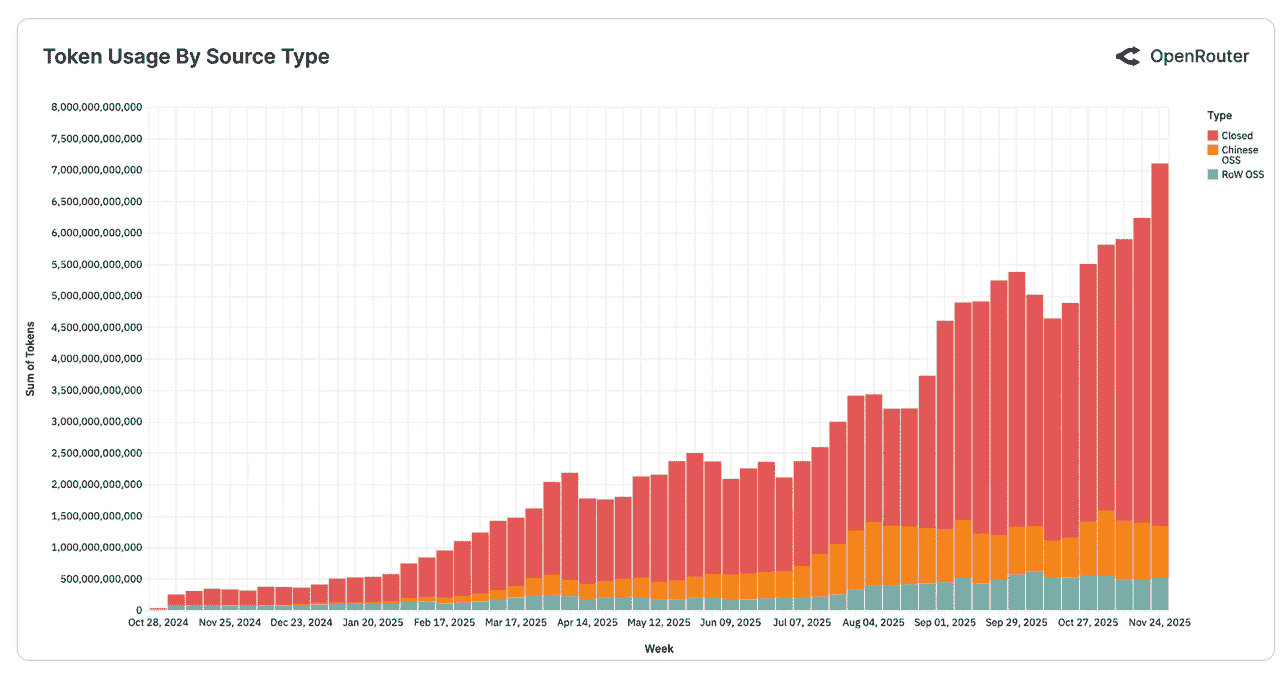 Token Usage By Source Type
OpenRouter
8,000,000,000,000
7,500,000,000,000
7,000,000,000,000
6,500,000,000,000
6,000,000,000,000
5,500,000,000,000
5,000,000,000,000
4,500,000,000,000
4,000,000,000,000
3,500,000,000,000
3,000,000,000,000
2,500,000,000,000
2,000,000,000,000
1,500,000,000,000
1,000,000,000,000
500,000,000,000
0
Sum of Tokens
Oct 28, 2024 Nov 25, 2024 Dec 23, 2024 Jan 20, 2025 Feb 17, 2025 Mar 17, 2025 Apr 14, 2025 May 12, 2025 Jun 09, 2025 Jul 07, 2025 Aug 04, 2025 Sep 01, 2025 Sep 29, 2025 Oct 27, 2025 Nov 24, 2025
Week
Type
Closed
Chinese
OSS
RoW OSS